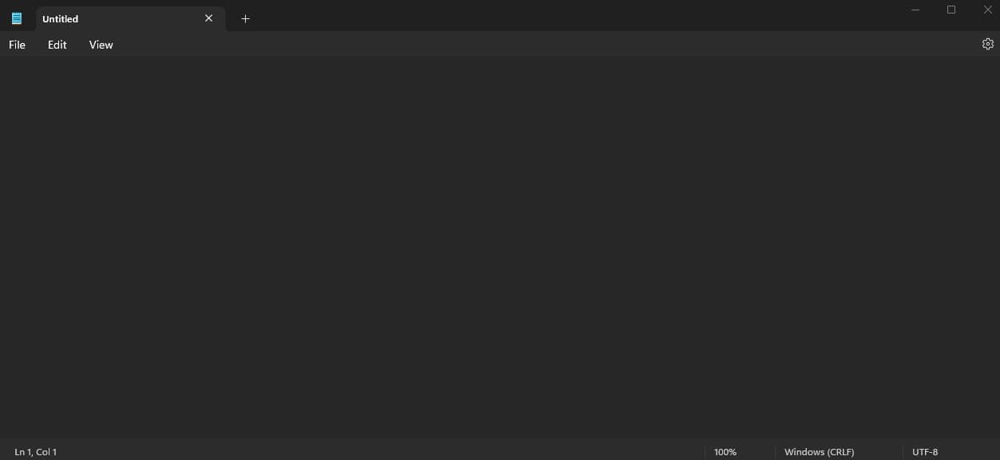 Untitled
File Edit View
Ln 1, Col 1 100% Windows (CRLF) UTF-8